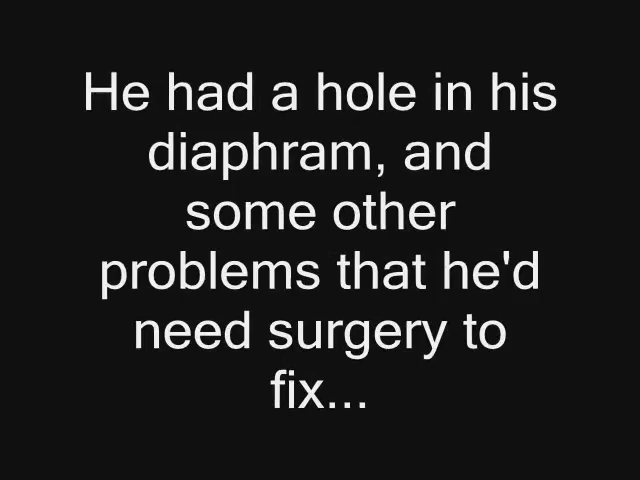 He had a hole in his
diaphram, and
some other
problems that he'd
need surgery to
fix...